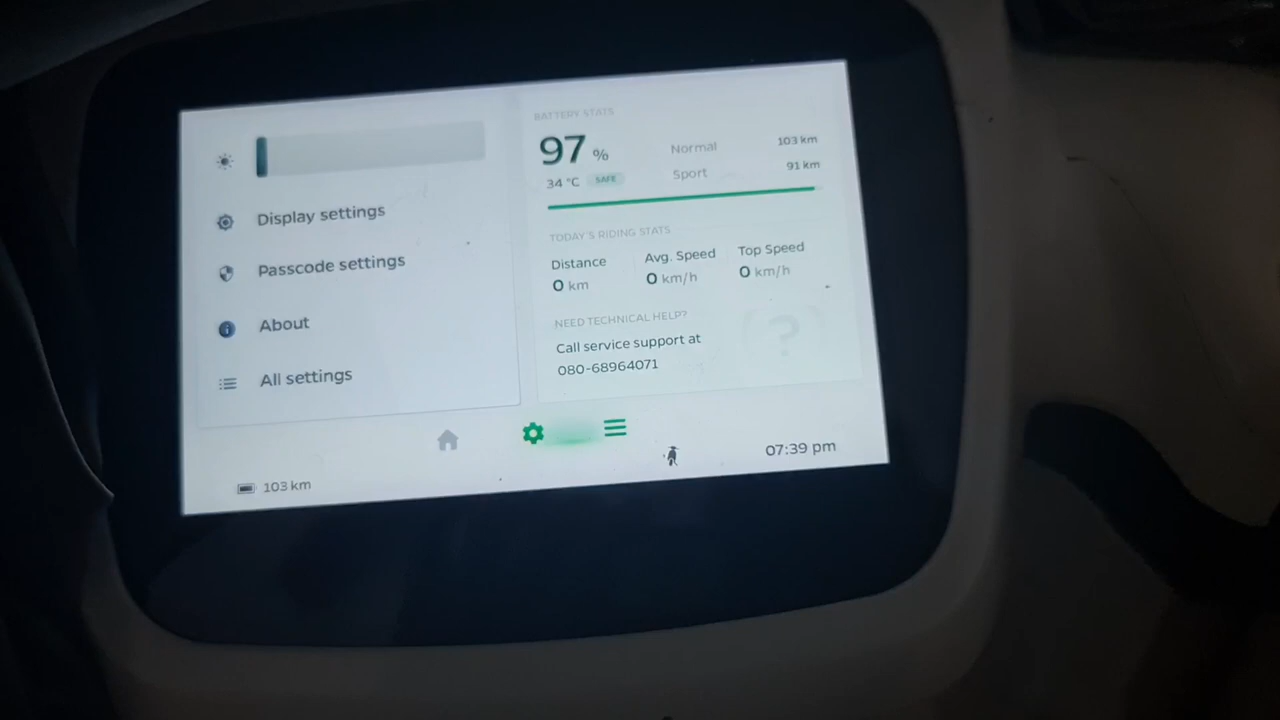 Display settings
Passcode settings
About
All settings
BATTERY STATS
97 %
34 °C SAFE
Normal 103 km
Sport 91 km
TODAY'S RIDING STATS
Distance Avg. Speed Top Speed
0 km 0 km/h 0 km/h
NEED TECHNICAL HELP?
Call service support at
080-68964071
?
103 km
07:39 pm